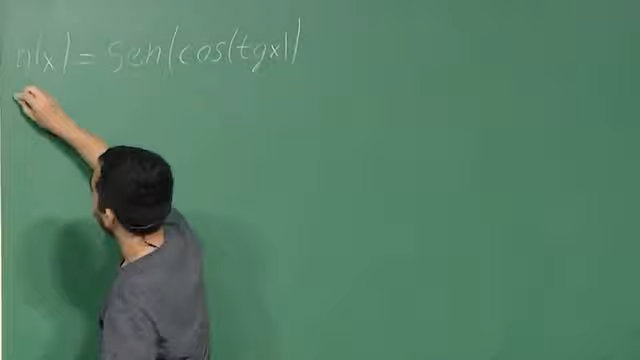 h(x) = sen(cos(tgx))